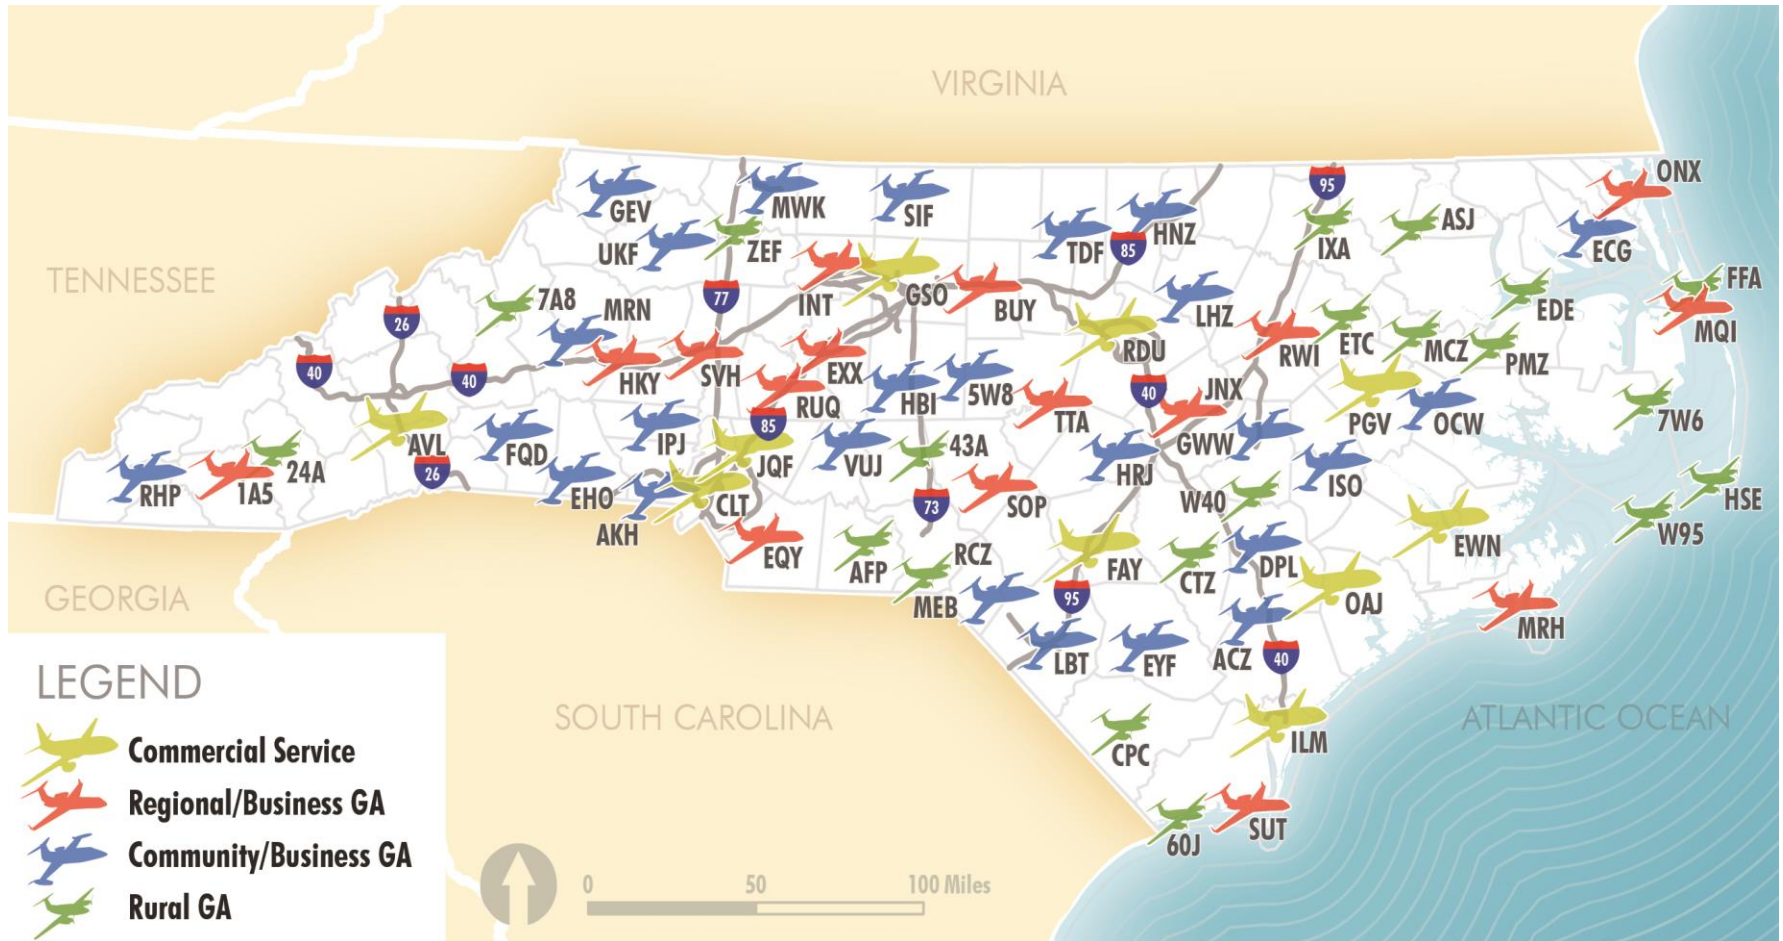 VIRGINIA
ONX
95
GEV
MWK
SIF
ASJ
UKF
ZEF
TDF
HNZ
IXA
ECG
85
TENNESSEE
FFA
7A8
MRN
77
INT
GSO
BUY
LHZ
EDE
MQI
26
RDU
RWI
ETC
MCZ
PMZ
40
40
HKY
SVH
EXX
RUQ
HBI
5W8
40
JNX
TTA
PGV
OCW
7W6
AVL
FQD
IPJ
85
JQF
VUJ
43A
GWW
RHP
1A5
24A
26
EHO
AKH
CLT
73
SOP
HRJ
W40
ISO
HSE
W95
EQY
AFP
RCZ
FAY
CTZ
DPL
EWN
GEORGIA
MEB
95
OAJ
MRH
LBT
EYF
ACZ
40
LEGEND
SOUTH CAROLINA
ATLANTIC OCEAN
Commercial Service
CPC
ILM
Regional/Business GA
60J
SUT
Community/Business GA
0 50 100 Miles
Rural GA